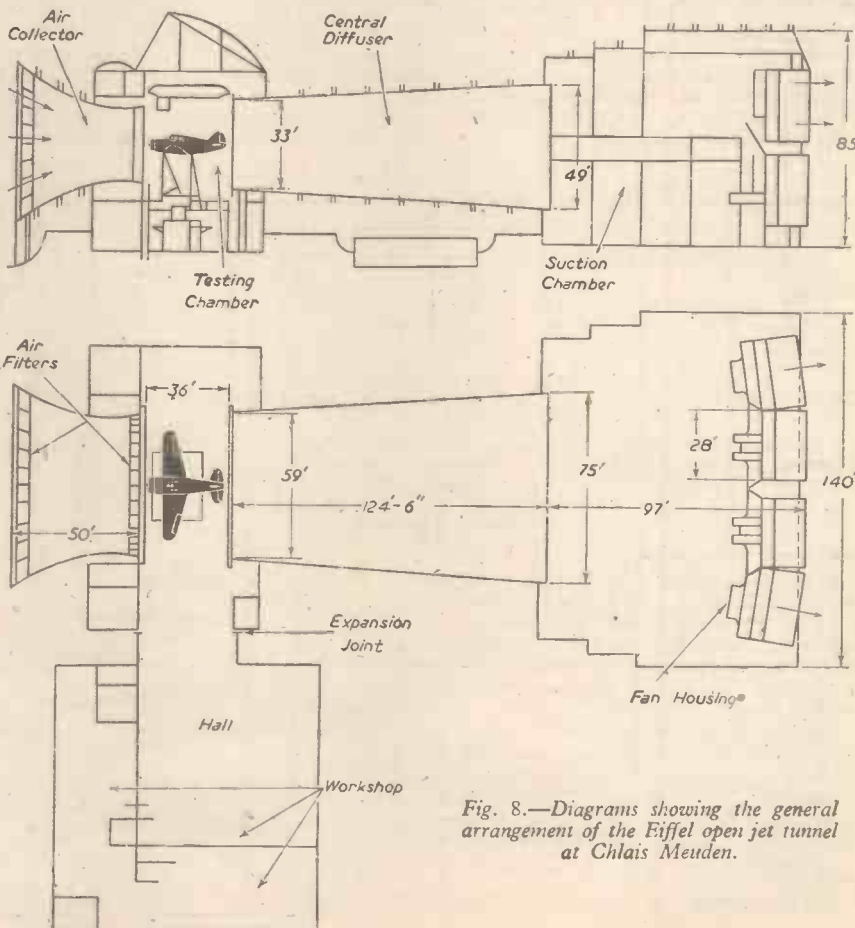 Air
Collector
Central
Diffuser
33'
49'
85'
Testing
Chamber
Suction
Chamber
Air
Filters
36'
59'
75'
28'
140'
50'
124'-6"
97'
Expansion
Joint
Fan Housing
Hall
Workshop
Fig. 8.—Diagrams showing the general
arrangement of the Eiffel open jet tunnel
at Chlais Meuden.